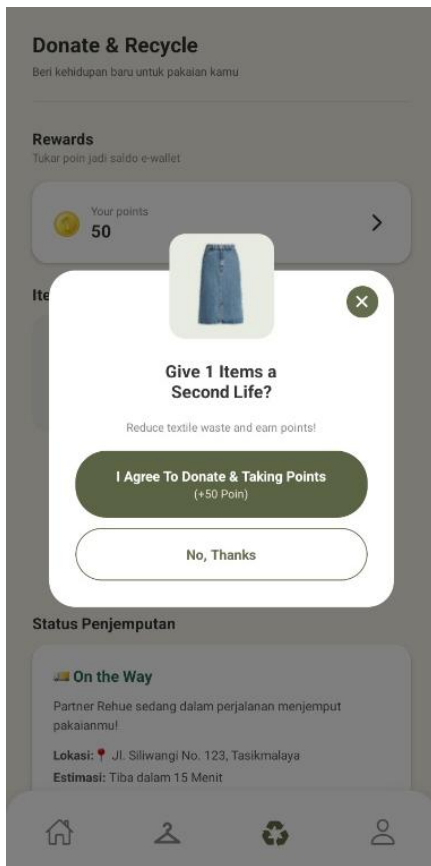 Donate & Recycle
Beri kehidupan baru untuk pakaian kamu
Rewards
Tukar poin jadi saldo e-wallet
Your points
50
Give 1 Items a
Second Life?
Reduce textile waste and earn points!
I Agree To Donate & Taking Points
(+50 Poin)
No, Thanks
Status Penjemputan
On the Way
Partner Rehue sedang dalam perjalanan menjemput
pakaianmu!
Lokasi: Jl. Siliwangi No. 123, Tasikmalaya
Estimasi: Tiba dalam 15 Menit